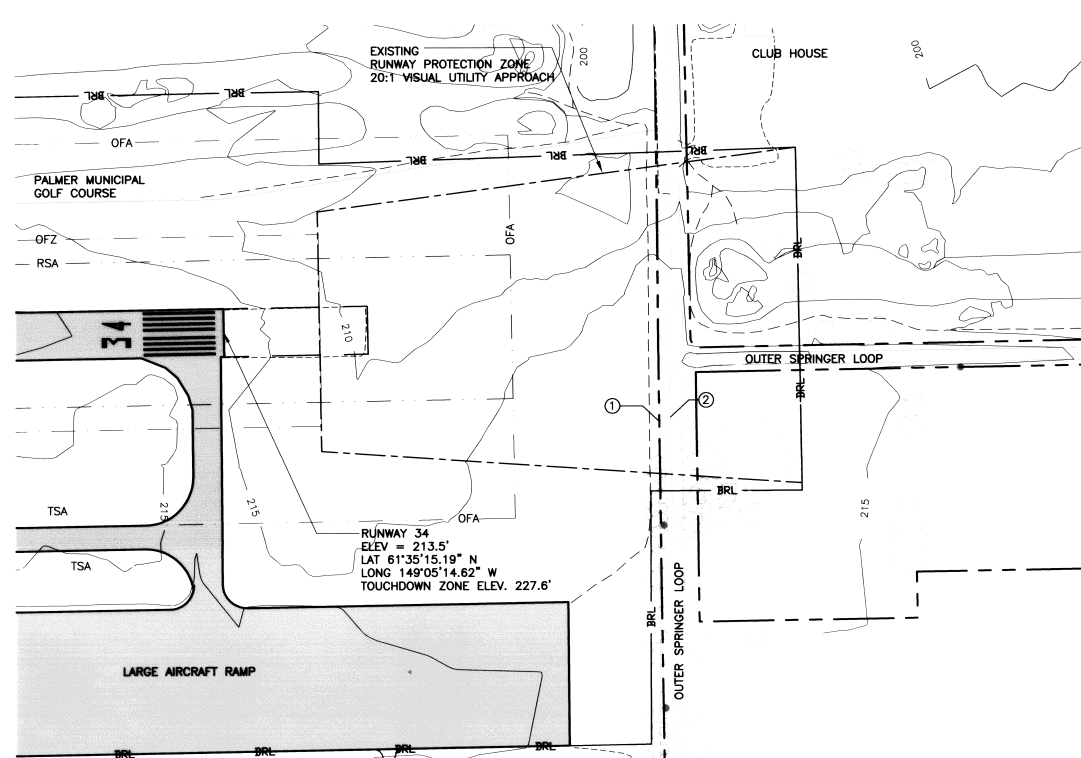 EXISTING
RUNWAY PROTECTION ZONE
20:1 VISUAL UTILITY APPROACH
200
CLUB HOUSE
200
BRL
BRL
OFA
BRL
BRL
BRL
PALMER MUNICIPAL
GOLF COURSE
OFZ
RSA
OFA
BRL
34
210
OUTER SPRINGER LOOP
BRL
1
2
BRL
TSA
215
215
OFA
215
RUNWAY 34
ELEV = 213.5'
LAT 61°35'15.19" N
LONG 149°05'14.62" W
TOUCHDOWN ZONE ELEV. 227.6'
TSA
BRL
OUTER SPRINGER LOOP
LARGE AIRCRAFT RAMP
BRL
BRL
BRL
BRL